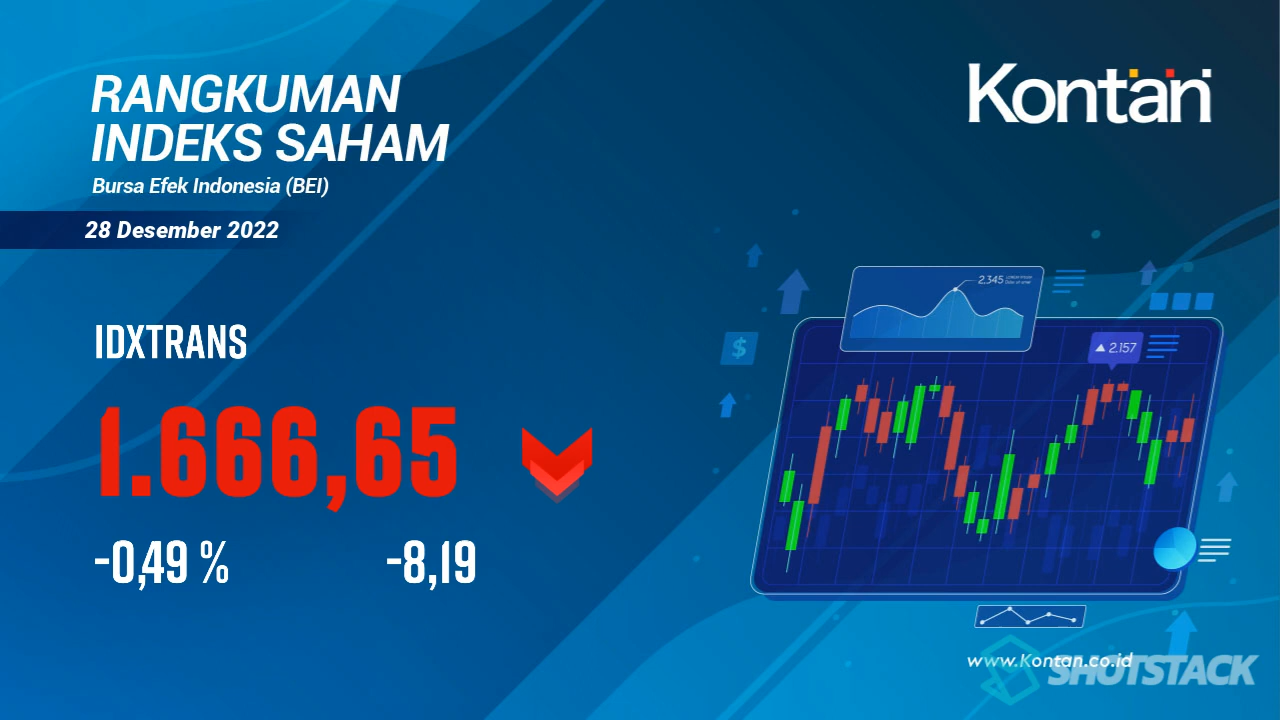 RANGKUMAN
INDEKS SAHAM
Bursa Efek Indonesia (BEI)
28 Desember 2022
Kontan
IDXTRANS
1.666,65
-0,49 %
-8,19
2.345
$
2.157
www.Kontan.co.id
SHOTSTACK